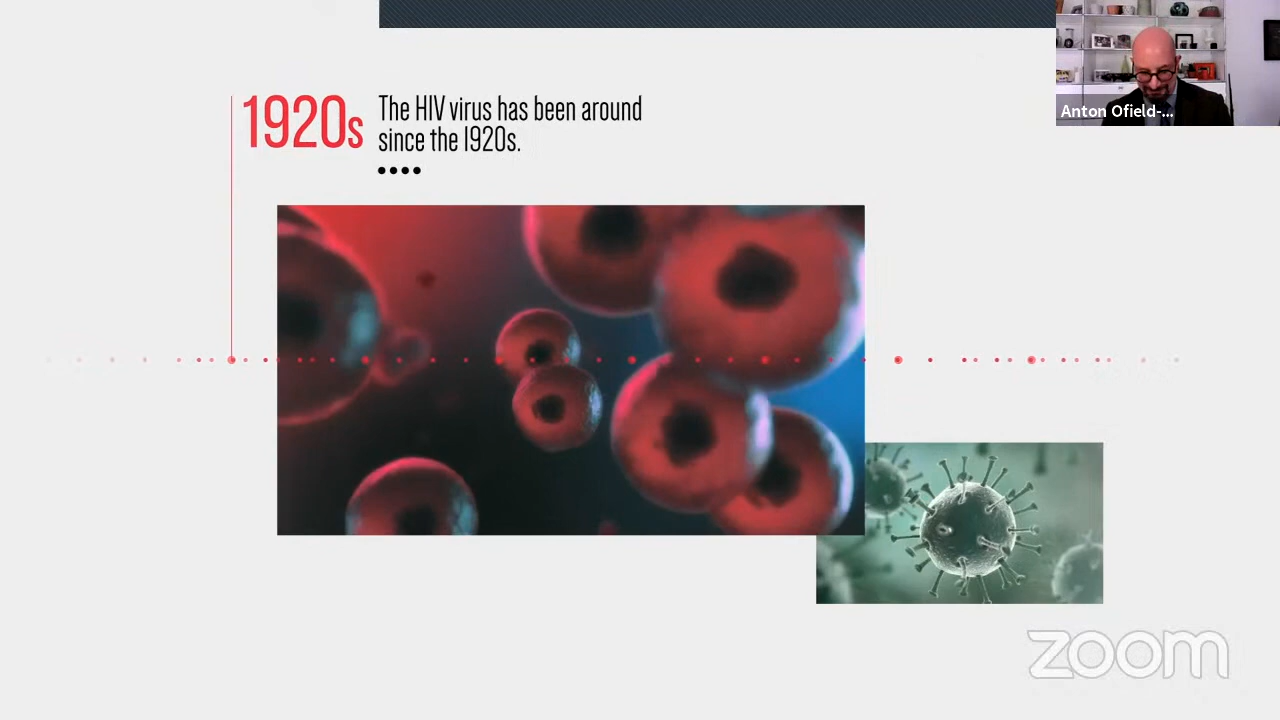 1920s
The HIV virus has been around
since the 1920s.
Anton Ofield-...
zoom